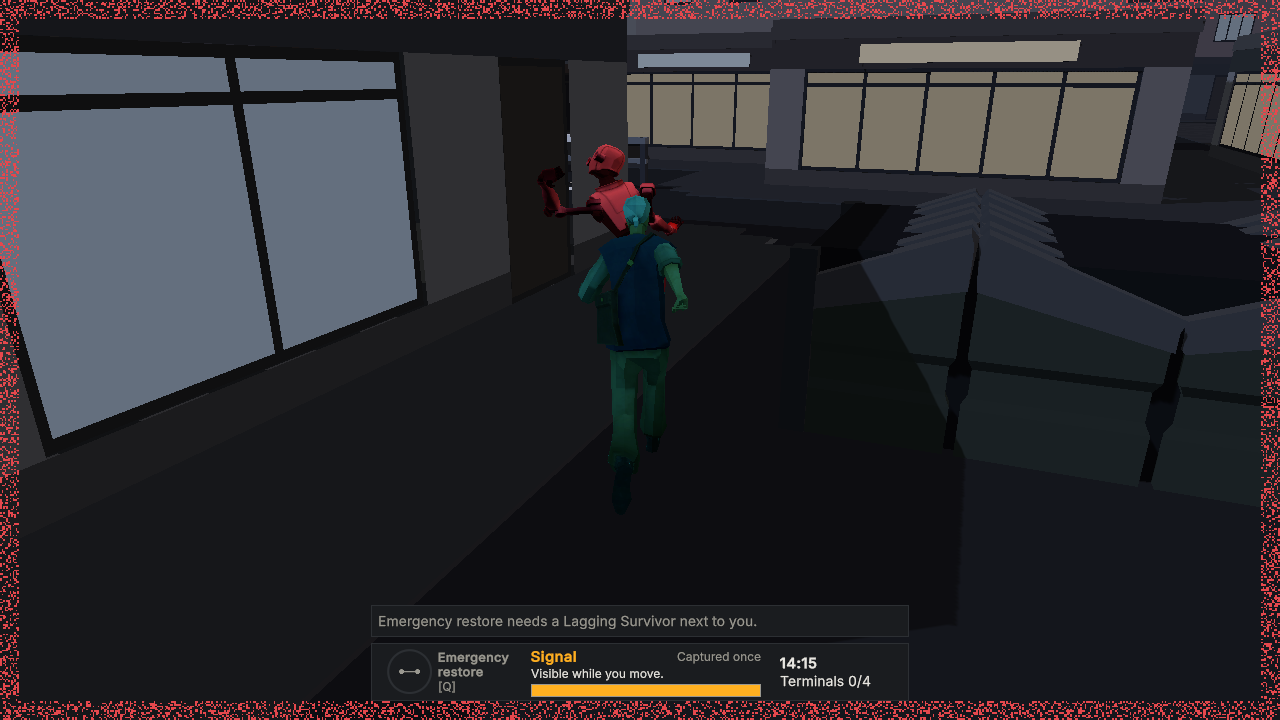 Emergency restore needs a Lagging Survivor next to you.
Emergency
restore
[Q]
Signal
Captured once
Visible while you move.
14:15
Terminals 0/4